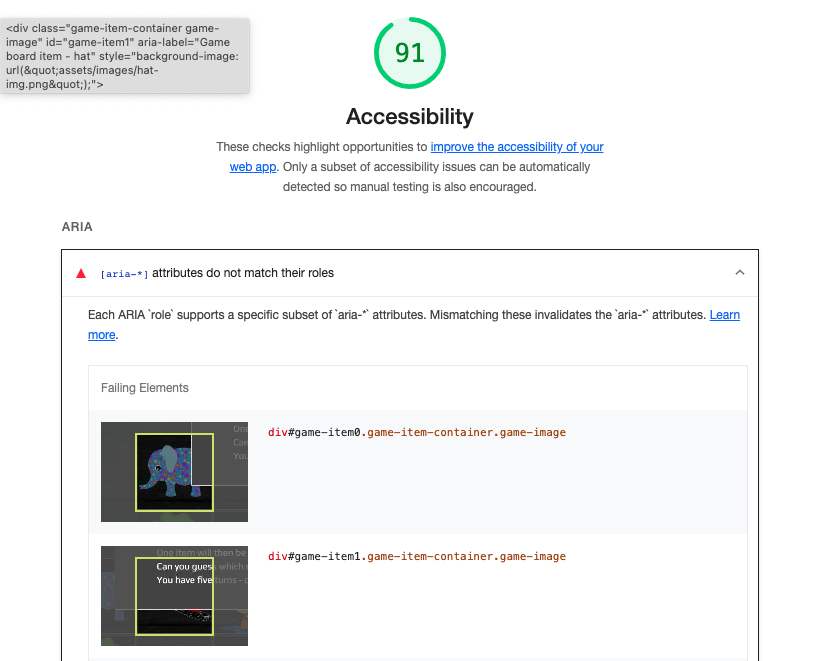 <div class="game-item-container game-
image" id="game-item1" aria-label="Game
board item - hat" style="background-image:
url(&quot;assets/images/hat-
img.png&quot;);">
91
Accessibility
These checks highlight opportunities to improve the accessibility of your
web app. Only a subset of accessibility issues can be automatically
detected so manual testing is also encouraged.
ARIA
[aria-*] attributes do not match their roles
Each ARIA `role` supports a specific subset of `aria-*` attributes. Mismatching these invalidates the `aria-*` attributes. Learn
more.
Failing Elements
One
Can
You
div#game-item0.game-item-container.game-image
One item will then be
Can you guess which
You have five turns -
div#game-item1.game-item-container.game-image